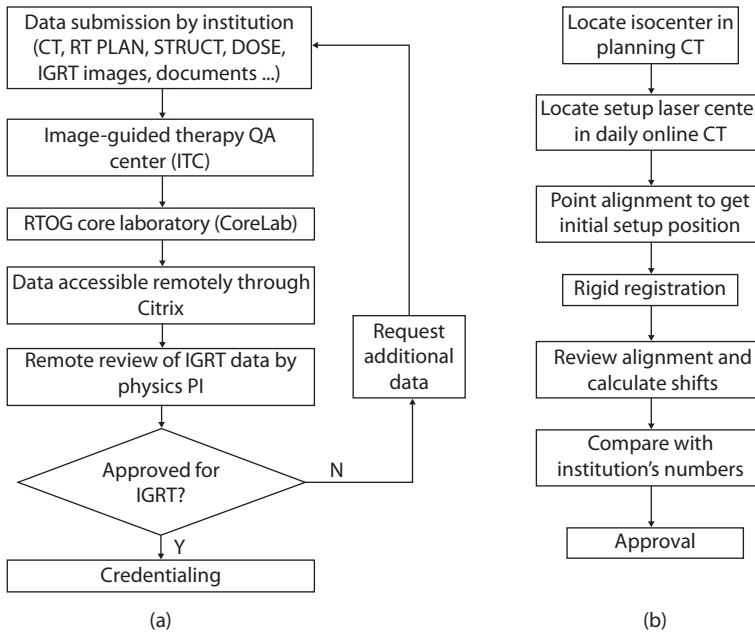 Data submission by institution
(CT, RT PLAN, STRUCT, DOSE,
IGRT images, documents ...)
Image-guided therapy QA
center (ITC)
RTOG core laboratory (CoreLab)
Data accessible remotely through
Citrix
Remote review of IGRT data by
physics PI
Approved for
IGRT?
N
Y
Request
additional
data
Credentialing
(a)
Locate isocenter in
planning CT
Locate setup laser center
in daily online CT
Point alignment to get
initial setup position
Rigid registration
Review alignment and
calculate shifts
Compare with
institution's numbers
Approval
(b)